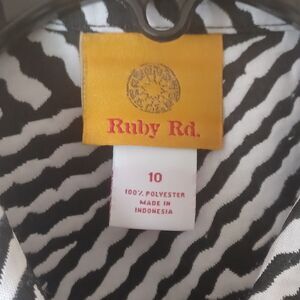 Ruby Rd.
10
100% POLYESTER
MADE IN
INDONESIA